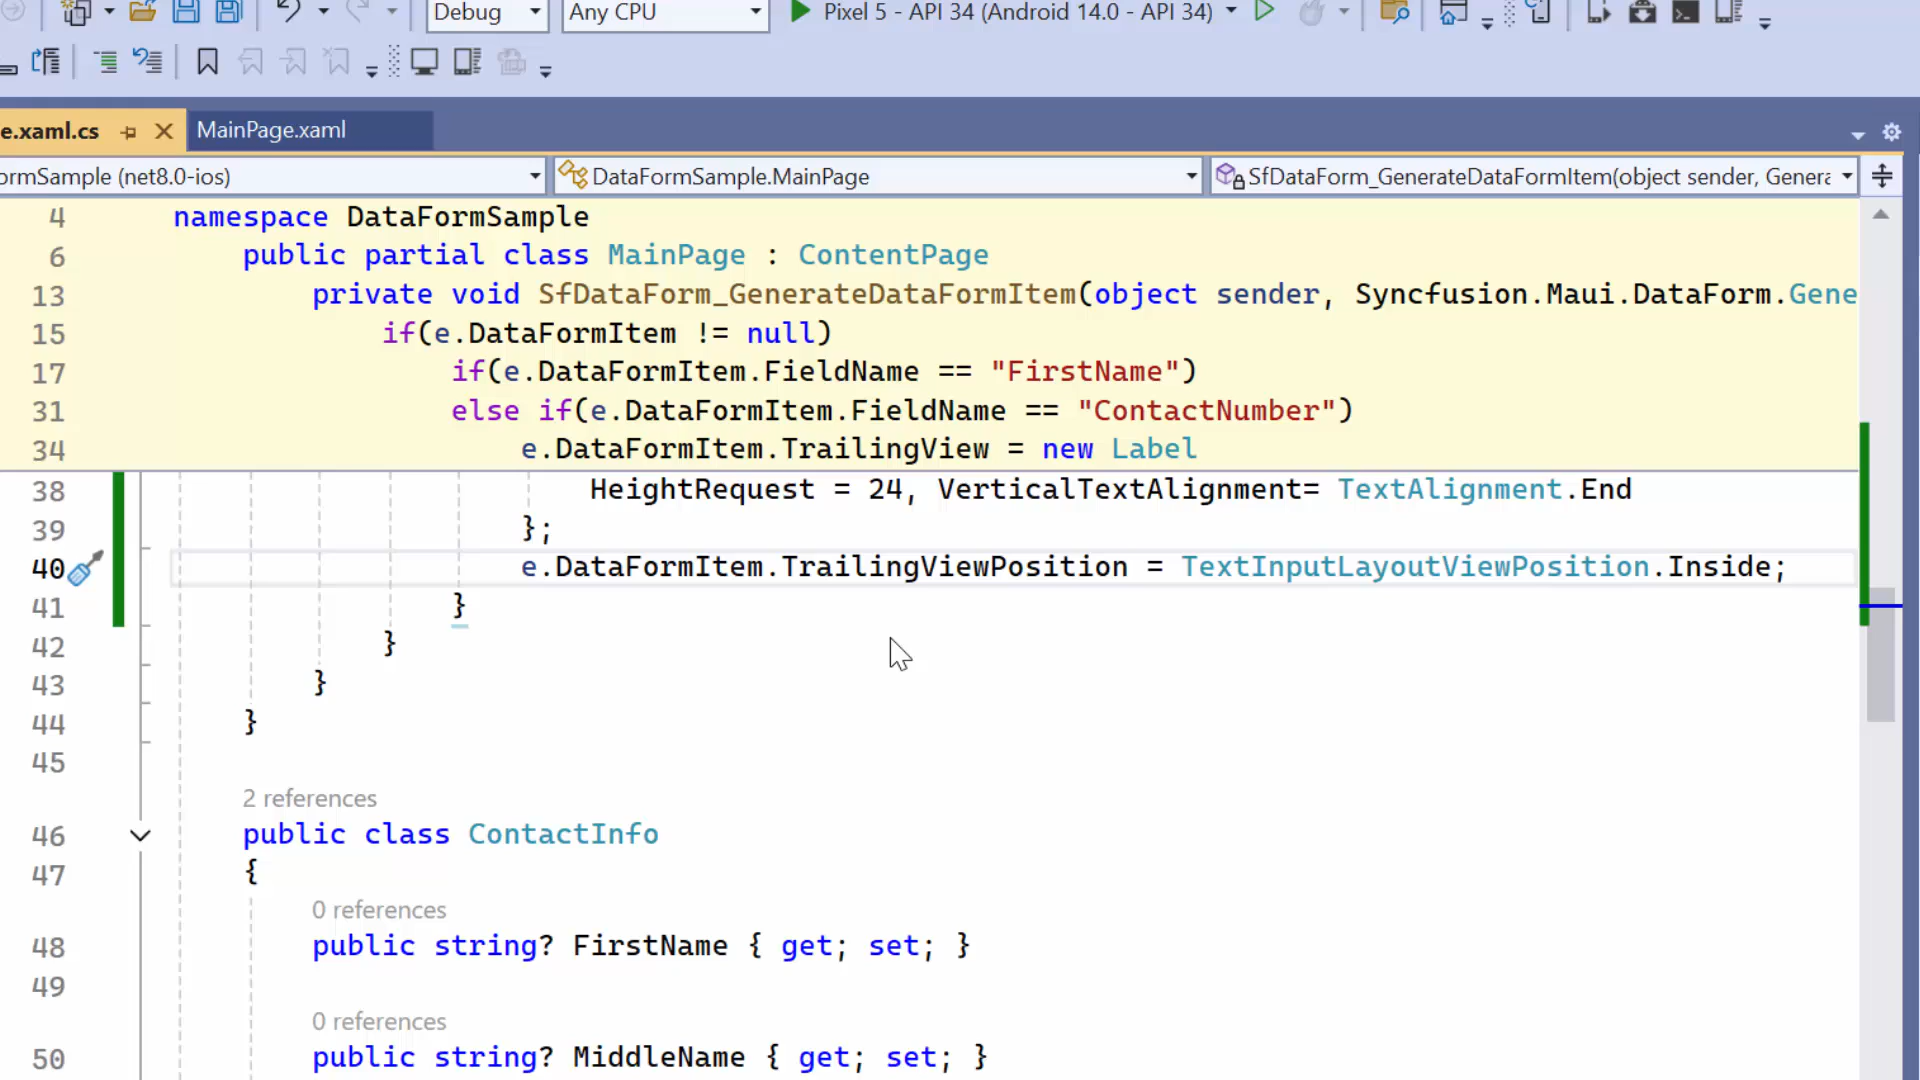 Debug
Any CPU
Pixel 5 - API 34 (Android 14.0 - API 34)
e.xaml.cs
MainPage.xaml
ormSample (net8.0-ios)
DataFormSample.MainPage
SfDataForm_GenerateDataFormItem(object sender, Genera
4 namespace DataFormSample
6 public partial class MainPage : ContentPage
13 private void SfDataForm_GenerateDataFormItem(object sender, Syncfusion.Maui.DataForm.Gene
15 if(e.DataFormItem != null)
17 if(e.DataFormItem.FieldName == "FirstName")
31 else if(e.DataFormItem.FieldName == "ContactNumber")
34 e.DataFormItem.TrailingView = new Label
38 HeightRequest = 24, VerticalTextAlignment= TextAlignment.End
39 };
40 e.DataFormItem.TrailingViewPosition = TextInputLayoutViewPosition.Inside;
41 }
42 }
43 }
44 }
45
2 references
46 public class ContactInfo
47 {
0 references
48 public string? FirstName { get; set; }
49
0 references
50 public string? MiddleName { get; set; }